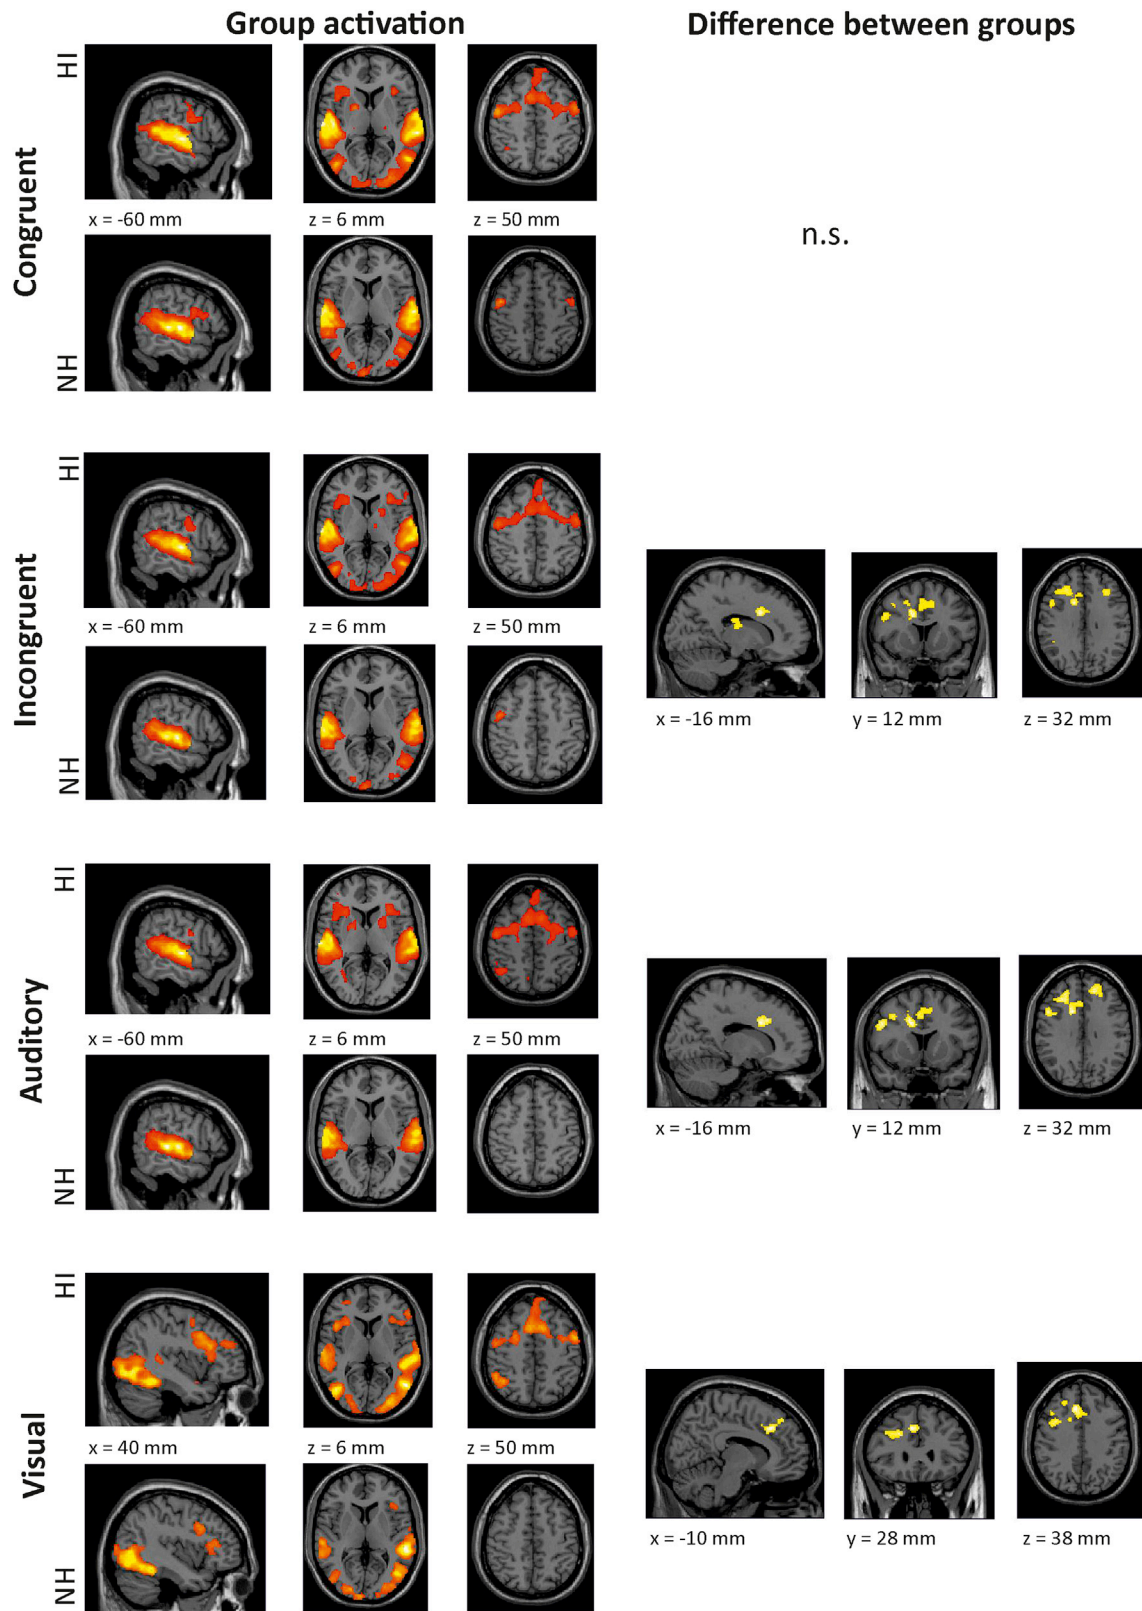 Group activation
Difference between groups
Congruent
HI
x = -60 mm
z = 6 mm
z = 50 mm
n.s.
NH
Incongruent
HI
x = -60 mm
z = 6 mm
z = 50 mm
x = -16 mm
y = 12 mm
z = 32 mm
NH
Auditory
HI
x = -60 mm
z = 6 mm
z = 50 mm
x = -16 mm
y = 12 mm
z = 32 mm
NH
Visual
HI
x = 40 mm
z = 6 mm
z = 50 mm
x = -10 mm
y = 28 mm
z = 38 mm
NH